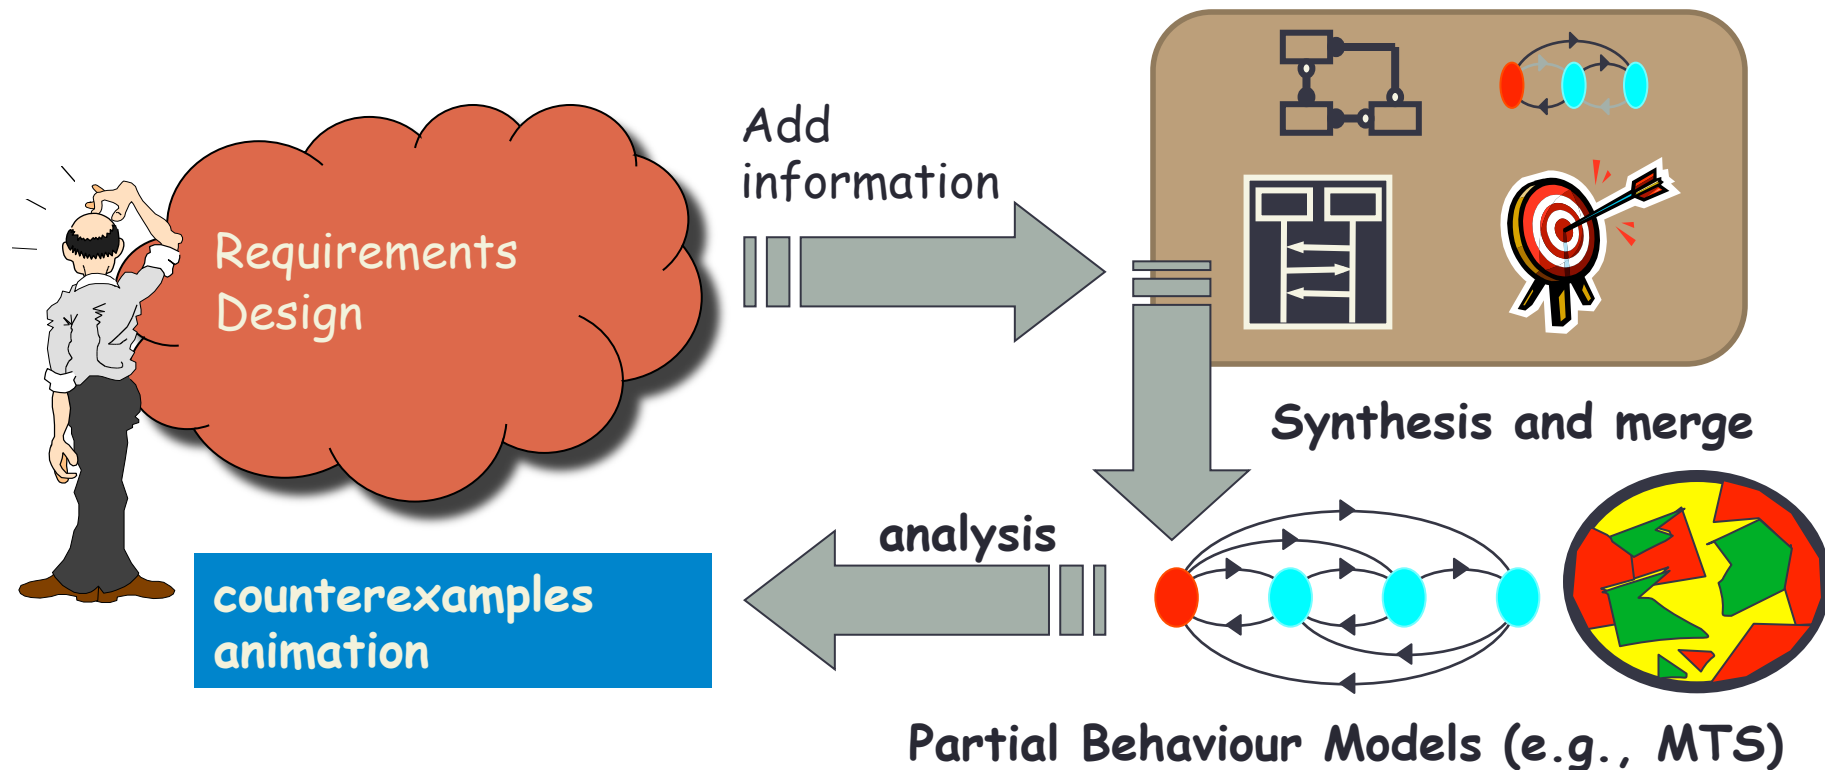 Add
information
Requirements
Design
Synthesis and merge
analysis
counterexamples
animation
Partial Behaviour Models (e.g., MTS)